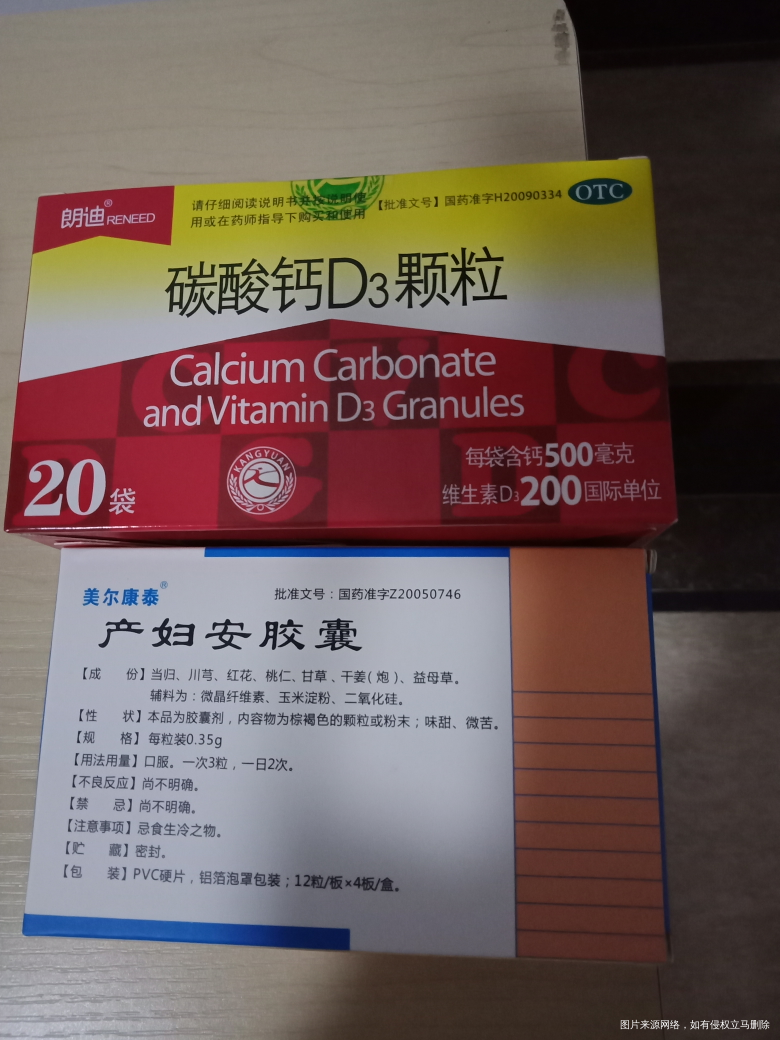 朗迪® RENEED
请仔细阅读说明书并按说明使
用或在药师指导下购买和使用
【批准文号】国药准字H20090334
OTC
碳酸钙D3颗粒
Calcium Carbonate
and Vitamin D3 Granules
20袋
KANGYUAN
每袋含钙500毫克
维生素D3200国际单位
美尔康泰®
批准文号：国药准字Z20050746
产妇安胶囊
【成 份】当归、川芎、红花、桃仁、甘草、干姜(炮)、益母草。
辅料为：微晶纤维素、玉米淀粉、二氧化硅。
【性 状】本品为胶囊剂，内容物为棕褐色的颗粒或粉末；味甜、微苦。
【规 格】每粒装0.35g
【用法用量】口服。一次3粒，一日2次。
【不良反应】尚不明确。
【禁 忌】尚不明确。
【注意事项】忌食生冷之物。
【贮 藏】密封。
【包 装】PVC硬片，铝箔泡罩包装；12粒/板×4板/盒。
图片来源网络，如有侵权立马删除